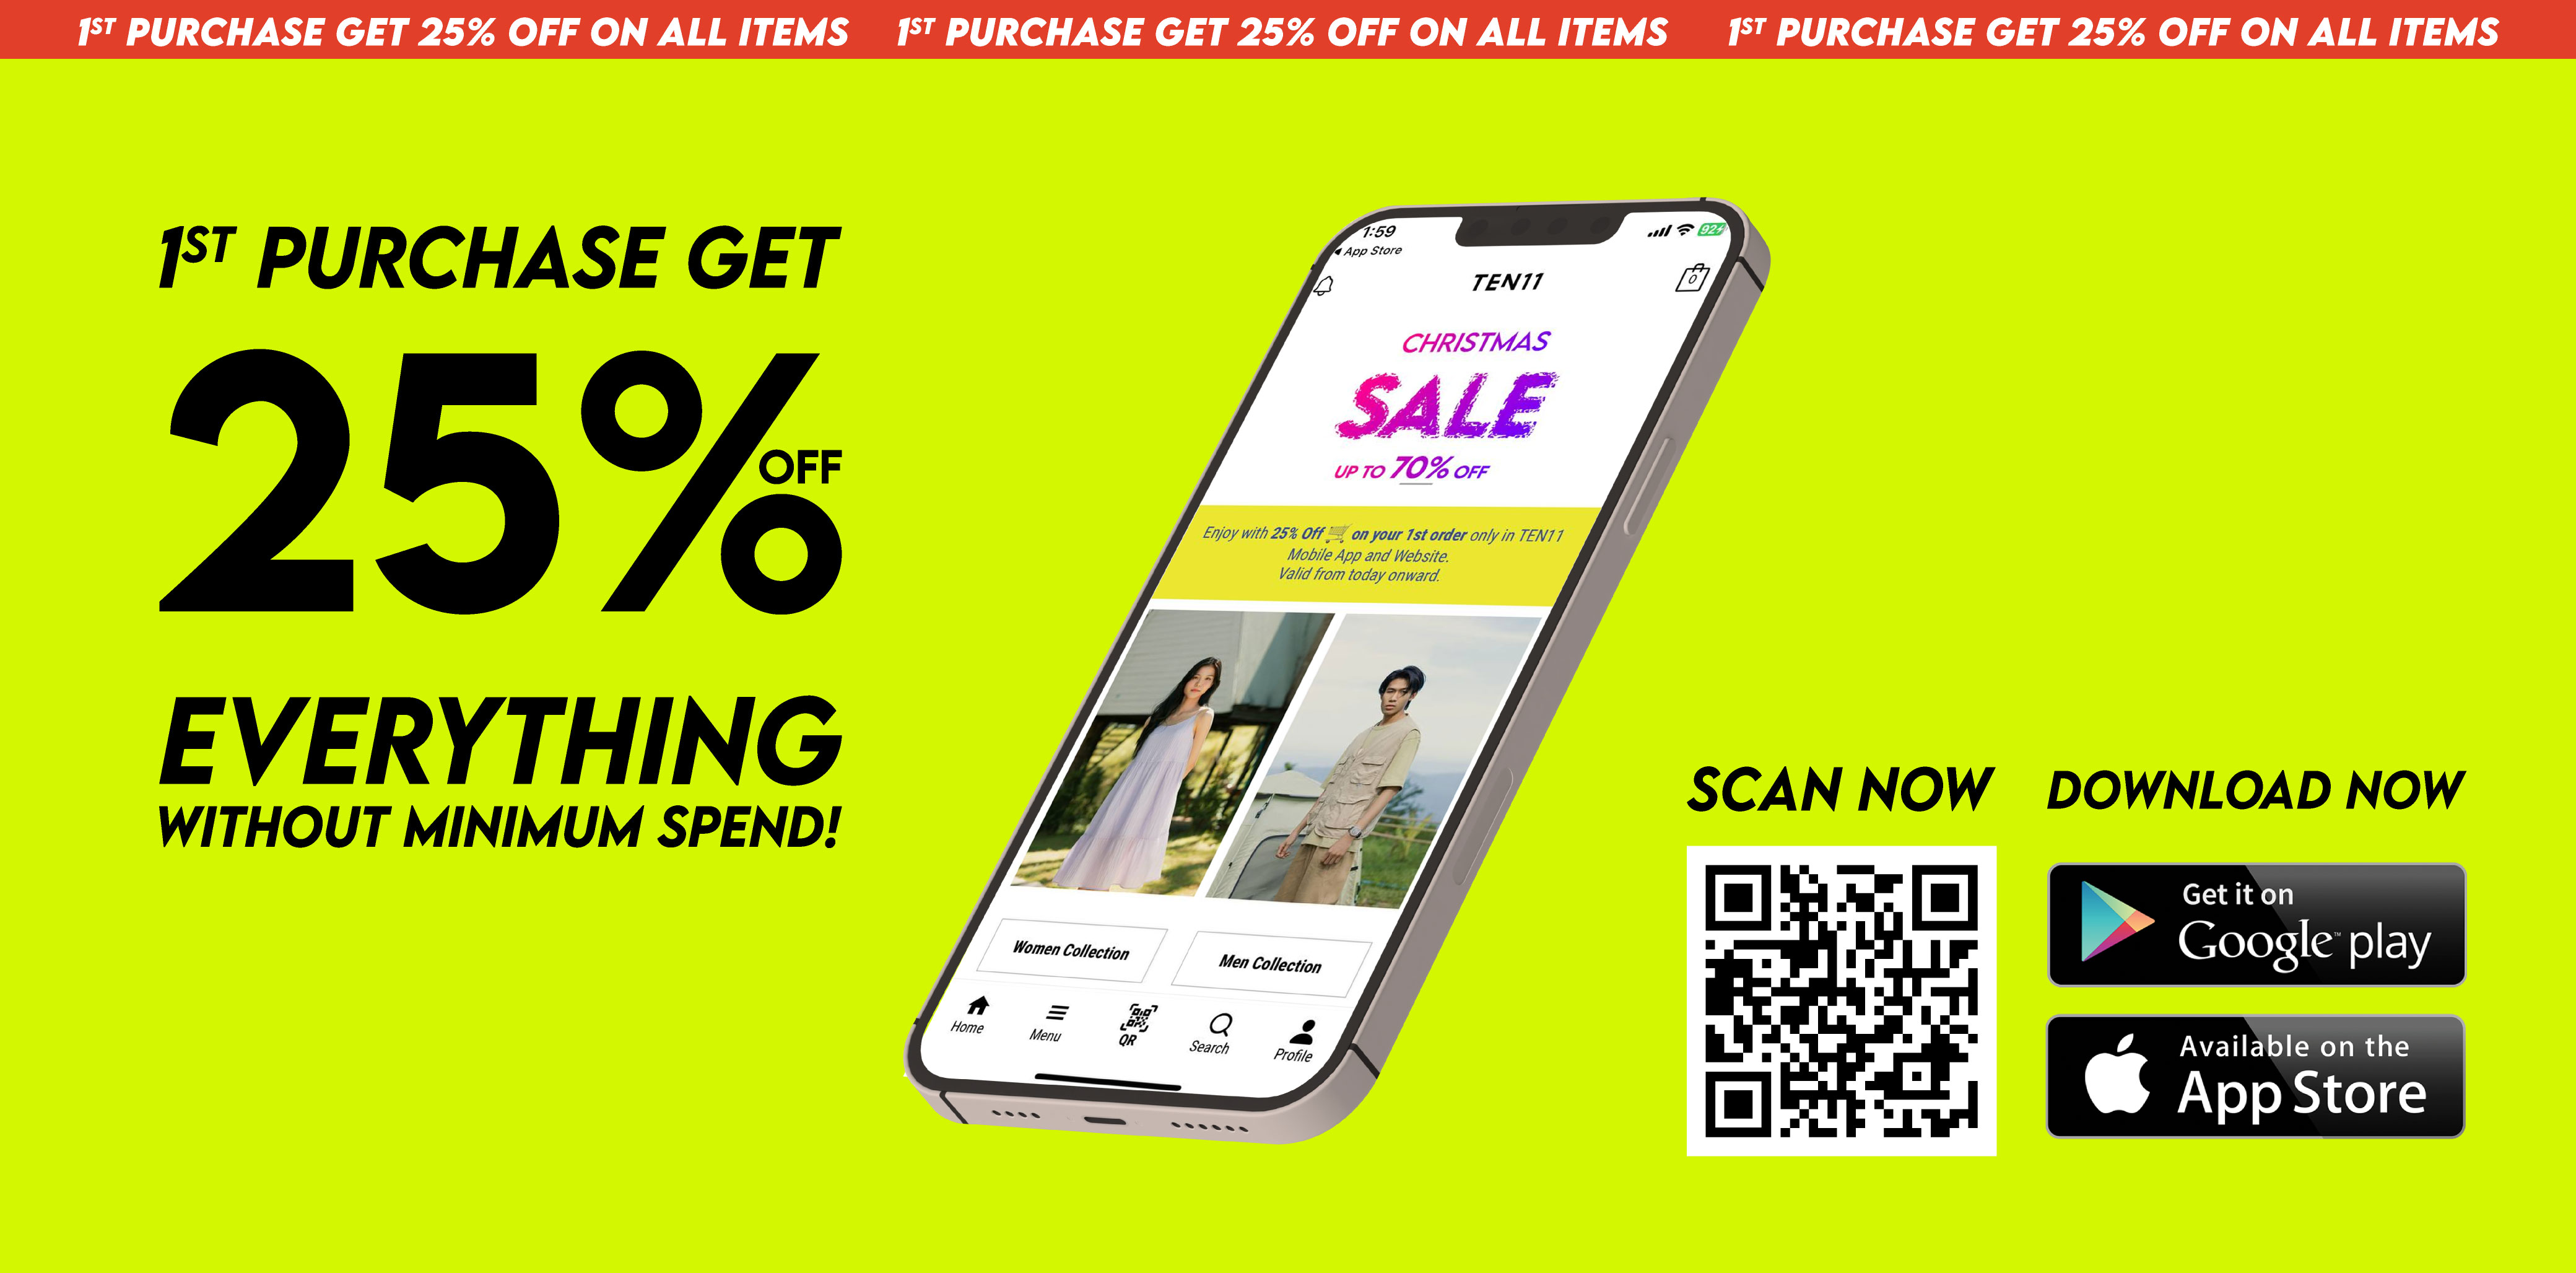 1ST PURCHASE GET 25% OFF ON ALL ITEMS 1ST PURCHASE GET 25% OFF ON ALL ITEMS 1ST PURCHASE GET 25% OFF ON ALL ITEMS
1ST PURCHASE GET
25%
OFF
EVERYTHING
WITHOUT MINIMUM SPEND!
1:59
92
App Store
TEN11
0
CHRISTMAS
SALE
UP TO 70% OFF
Enjoy with 25% Off on your 1st order only in TEN11
Mobile App and Website.
Valid from today onward.
Women Collection
Men Collection
Home
Menu
QR
Search
Profile
SCAN NOW
DOWNLOAD NOW
Get it on
Google™ play
Available on the
App Store